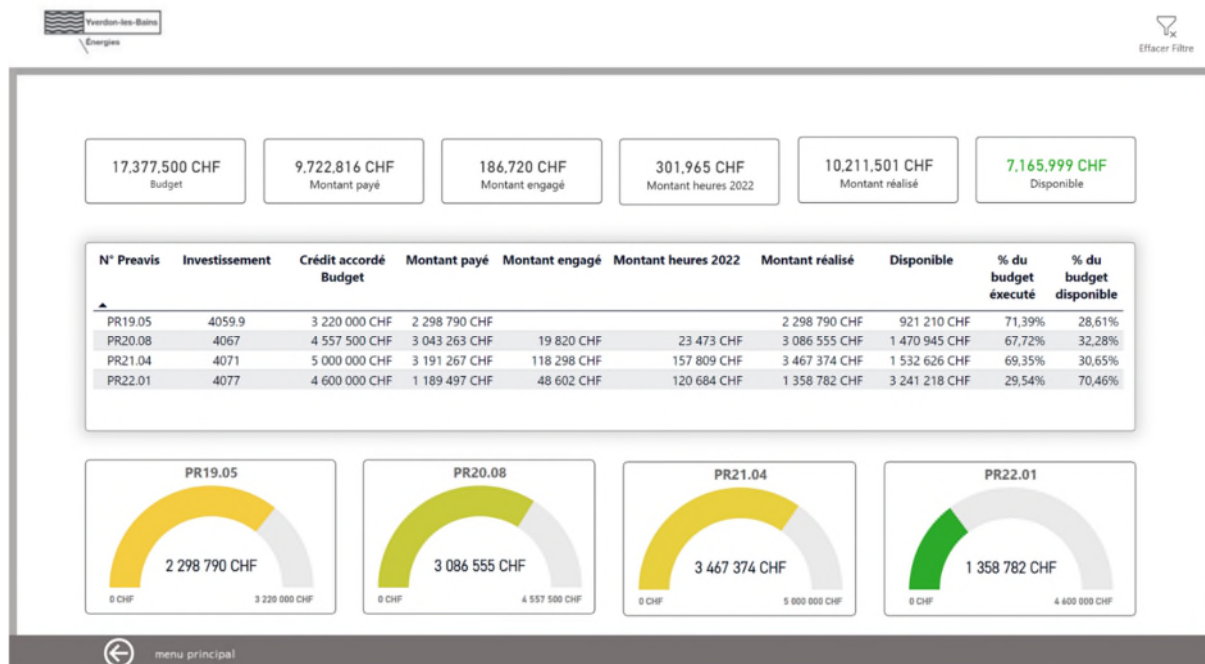 Yverdon-les-Bains
Énergies
Effacer Filtre
17,377,500 CHF
Budget
9,722,816 CHF
Montant payé
186,720 CHF
Montant engagé
301,965 CHF
Montant heures 2022
10,211,501 CHF
Montant réalisé
7,165,999 CHF
Disponible
N° Preavis Investissement Crédit accordé Budget Montant payé Montant engagé Montant heures 2022 Montant réalisé Disponible % du budget éxecuté % du budget disponible
PR19.05 4059.9 3 220 000 CHF 2 298 790 CHF 2 298 790 CHF 921 210 CHF 71,39% 28,61%
PR20.08 4067 4 557 500 CHF 3 043 263 CHF 19 820 CHF 23 473 CHF 3 086 555 CHF 1 470 945 CHF 67,72% 32,28%
PR21.04 4071 5 000 000 CHF 3 191 267 CHF 118 298 CHF 157 809 CHF 3 467 374 CHF 1 532 626 CHF 69,35% 30,65%
PR22.01 4077 4 600 000 CHF 1 189 497 CHF 48 602 CHF 120 684 CHF 1 358 782 CHF 3 241 218 CHF 29,54% 70,46%
PR19.05
2 298 790 CHF
0 CHF 3 220 000 CHF
PR20.08
3 086 555 CHF
0 CHF 4 557 500 CHF
PR21.04
3 467 374 CHF
0 CHF 5 000 000 CHF
PR22.01
1 358 782 CHF
0 CHF 4 600 000 CHF
menu principal